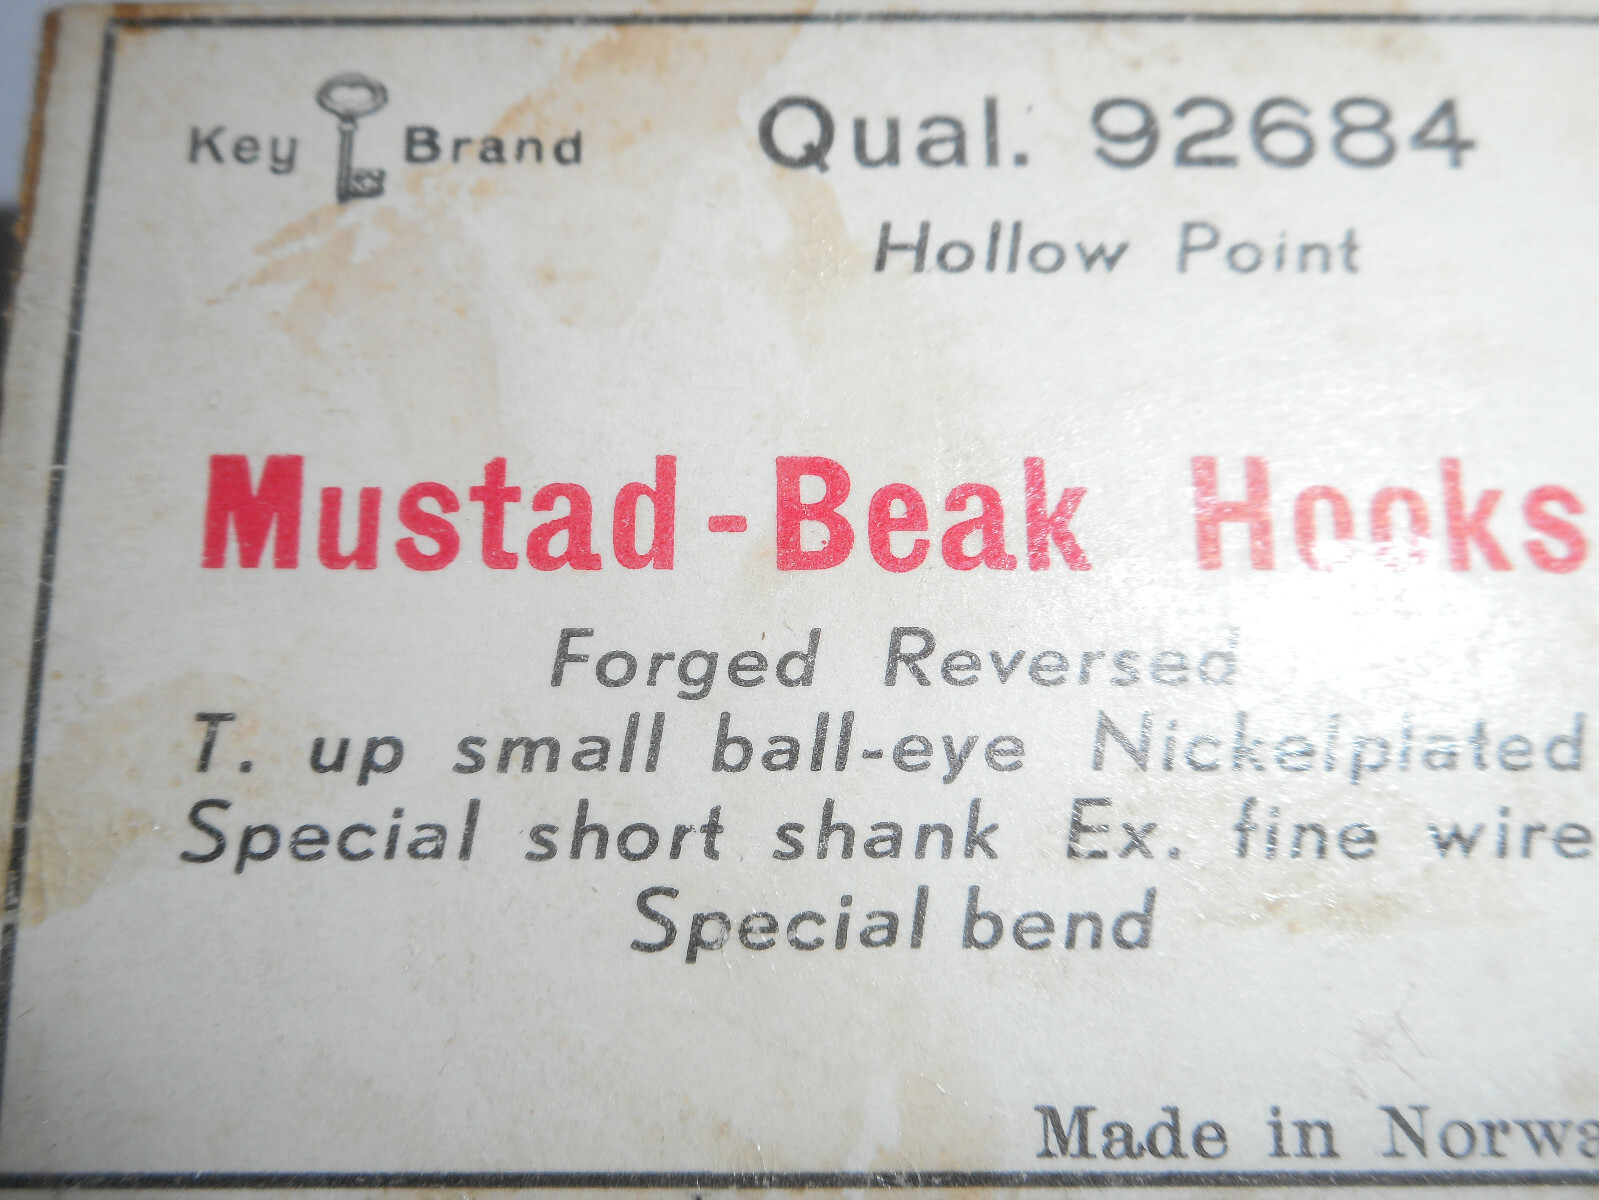 Key Brand
Qual. 92684
Hollow Point
Mustad-Beak Hooks
Forged Reversed
T. up small ball-eye Nickelplated
Special short shank Ex. fine wire
Special bend
Made in Norwa